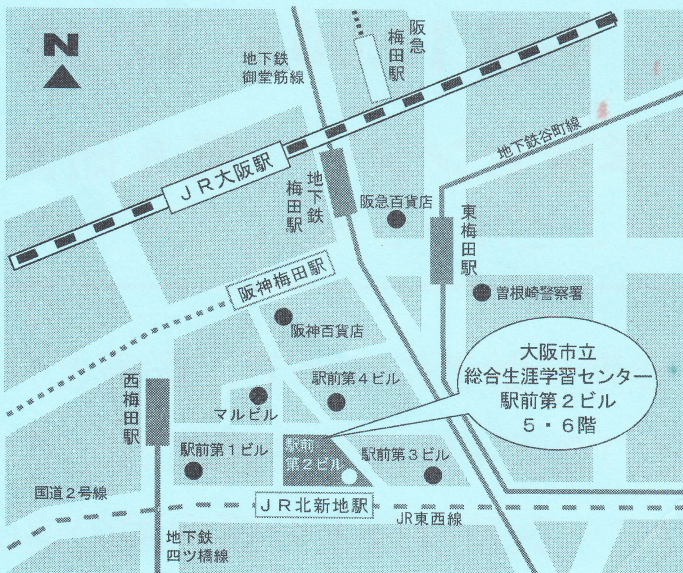 N
地下鉄
御堂筋線
阪急
梅田駅
地下鉄谷町線
JR大阪駅
地下鉄
梅田駅
阪急百貨店
東梅田駅
阪神梅田駅
曽根崎警察署
阪神百貨店
大阪市立
総合生涯学習センター
駅前第2ビル
5・6階
西梅田駅
駅前第4ビル
マルビル
駅前第1ビル
駅前
第2ビル
駅前第3ビル
国道2号線
JR北新地駅
JR東西線
地下鉄
四ツ橋線